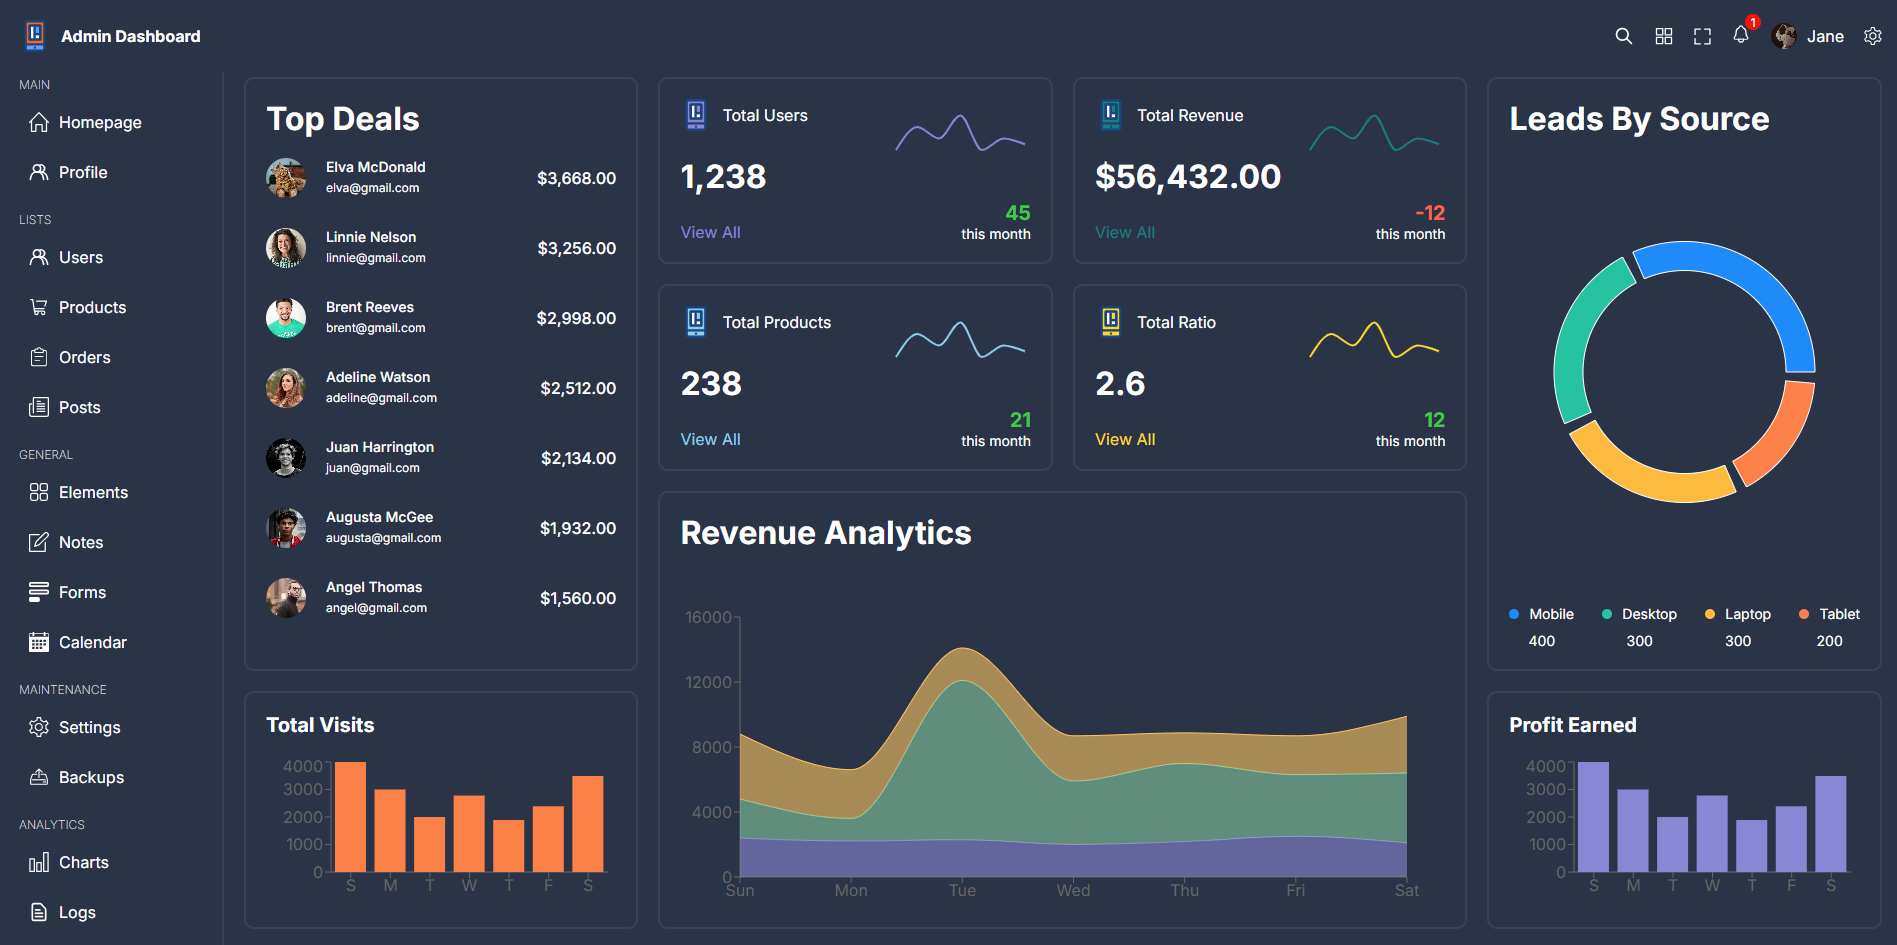 Admin Dashboard
1
Jane
MAIN
Homepage
Profile
LISTS
Users
Products
Orders
Posts
GENERAL
Elements
Notes
Forms
Calendar
MAINTENANCE
Settings
Backups
ANALYTICS
Charts
Logs
Top Deals
Elva McDonald
elva@gmail.com
$3,668.00
Linnie Nelson
linnie@gmail.com
$3,256.00
Brent Reeves
brent@gmail.com
$2,998.00
Adeline Watson
adeline@gmail.com
$2,512.00
Juan Harrington
juan@gmail.com
$2,134.00
Augusta McGee
augusta@gmail.com
$1,932.00
Angel Thomas
angel@gmail.com
$1,560.00
Total Users
1,238
View All
45
this month
Total Revenue
$56,432.00
View All
-12
this month
Total Products
238
View All
21
this month
Total Ratio
2.6
View All
12
this month
Leads By Source
Mobile
400
Desktop
300
Laptop
300
Tablet
200
Revenue Analytics
16000
12000
8000
4000
0
Sun Mon Tue Wed Thu Fri Sat
Total Visits
4000
3000
2000
1000
0
S M T W T F S
Profit Earned
4000
3000
2000
1000
0
S M T W T F S